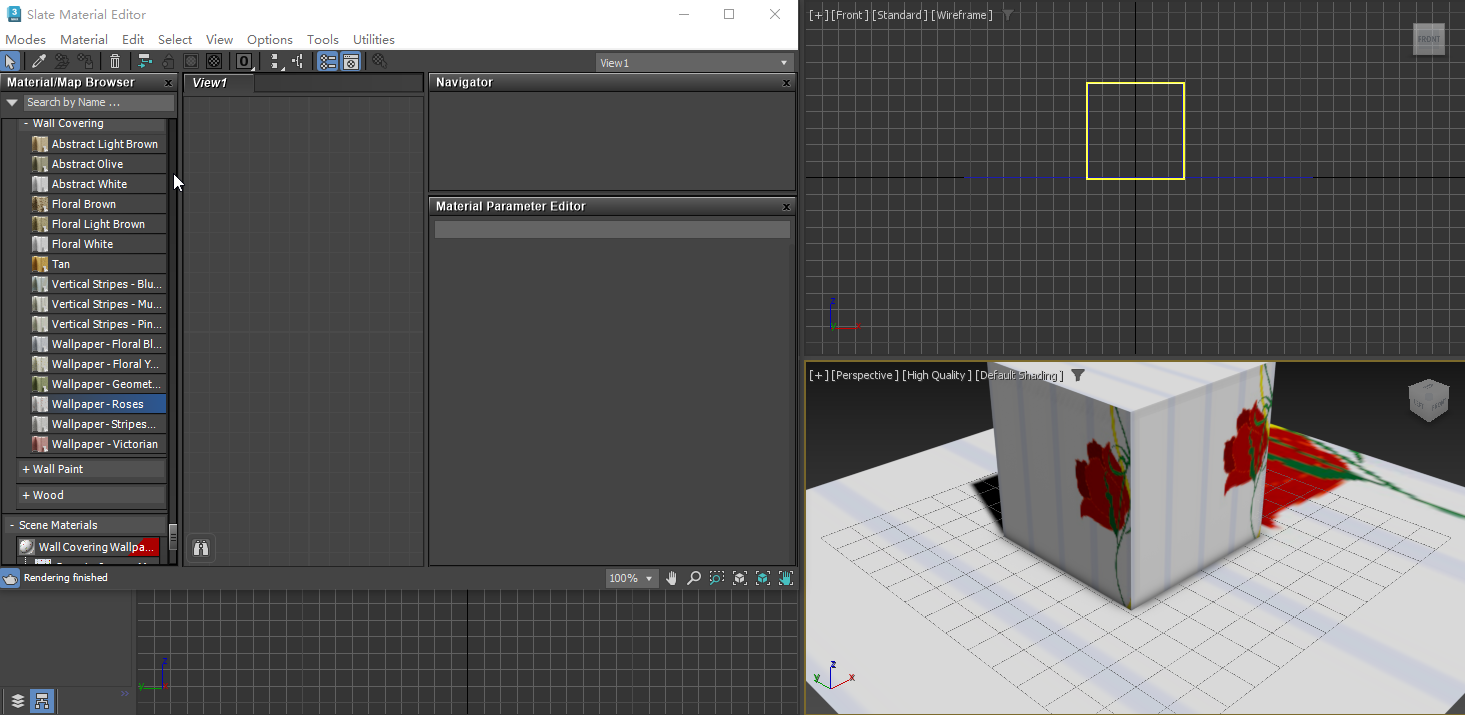 Slate Material Editor
Modes Material Edit Select View Options Tools Utilities
View1
Material/Map Browser
Search by Name ...
- Wall Covering
Abstract Light Brown
Abstract Olive
Abstract White
Floral Brown
Floral Light Brown
Floral White
Tan
Vertical Stripes - Blu...
Vertical Stripes - Mu...
Vertical Stripes - Pin...
Wallpaper - Floral Bl...
Wallpaper - Floral Y...
Wallpaper - Geomet...
Wallpaper - Roses
Wallpaper - Stripes...
Wallpaper - Victorian
+ Wall Paint
+ Wood
- Scene Materials
Wall Covering Wallpa...
View1
Navigator
Material Parameter Editor
Rendering finished
100%
[+] [Front ] [Standard ] [Wireframe ]
FRONT
z
[+] [Perspective ] [High Quality ] [Default Shading ]
z
y
x
z
y